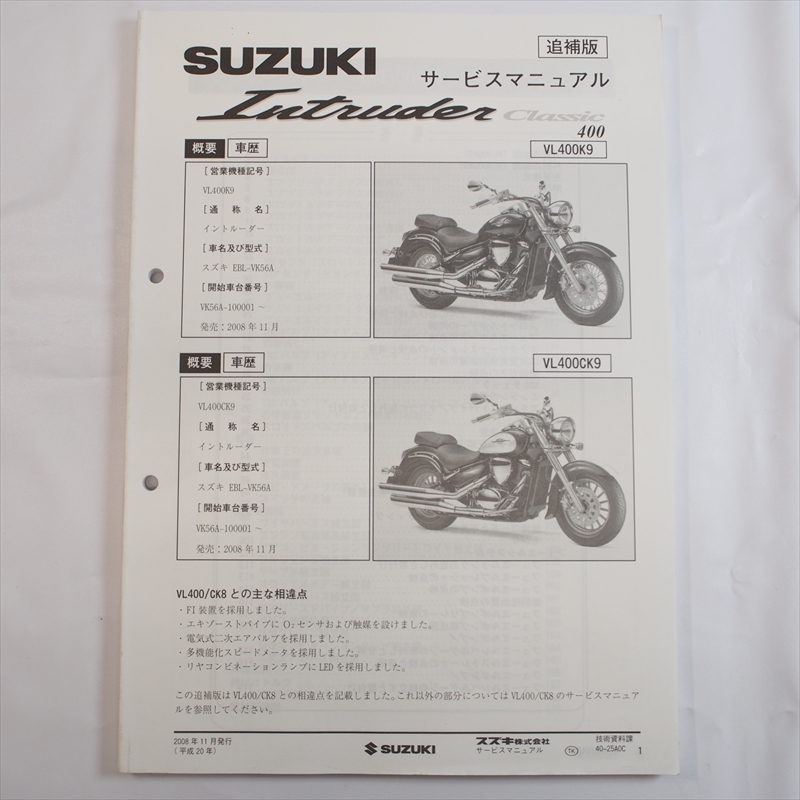 追補版
SUZUKI
サービスマニュアル
Intruder Classic
400
概要 車歴
VL400K9
[営業機種記号]
VL400K9
[通 称 名]
イントルーダー
[車名及び型式]
スズキ EBL-VK56A
[開始車台番号]
VK56A-100001 ~
発売：2008 年 11 月
概要 車歴
VL400CK9
[営業機種記号]
VL400CK9
[通 称 名]
イントルーダー
[車名及び型式]
スズキ EBL-VK56A
[開始車台番号]
VK56A-100001 ~
発売：2008 年 11 月
VL400/CK8 との主な相違点
・FI 装置を採用しました。
・エキゾーストパイプに O₂ センサおよび触媒を設けました。
・電気式二次エアバルブを採用しました。
・多機能化スピードメータを採用しました。
・リヤコンビネーションランプに LED を採用しました。
この追補版は VL400/CK8 との相違点を記載しました。これ以外の部分については VL400/CK8 のサービスマニュア
ルを参照してください。
2008 年 11 月発行
(平成 20 年)
SUZUKI
スズキ株式会社
サービスマニュアル
TK
技術資料課
40-25A0C
1